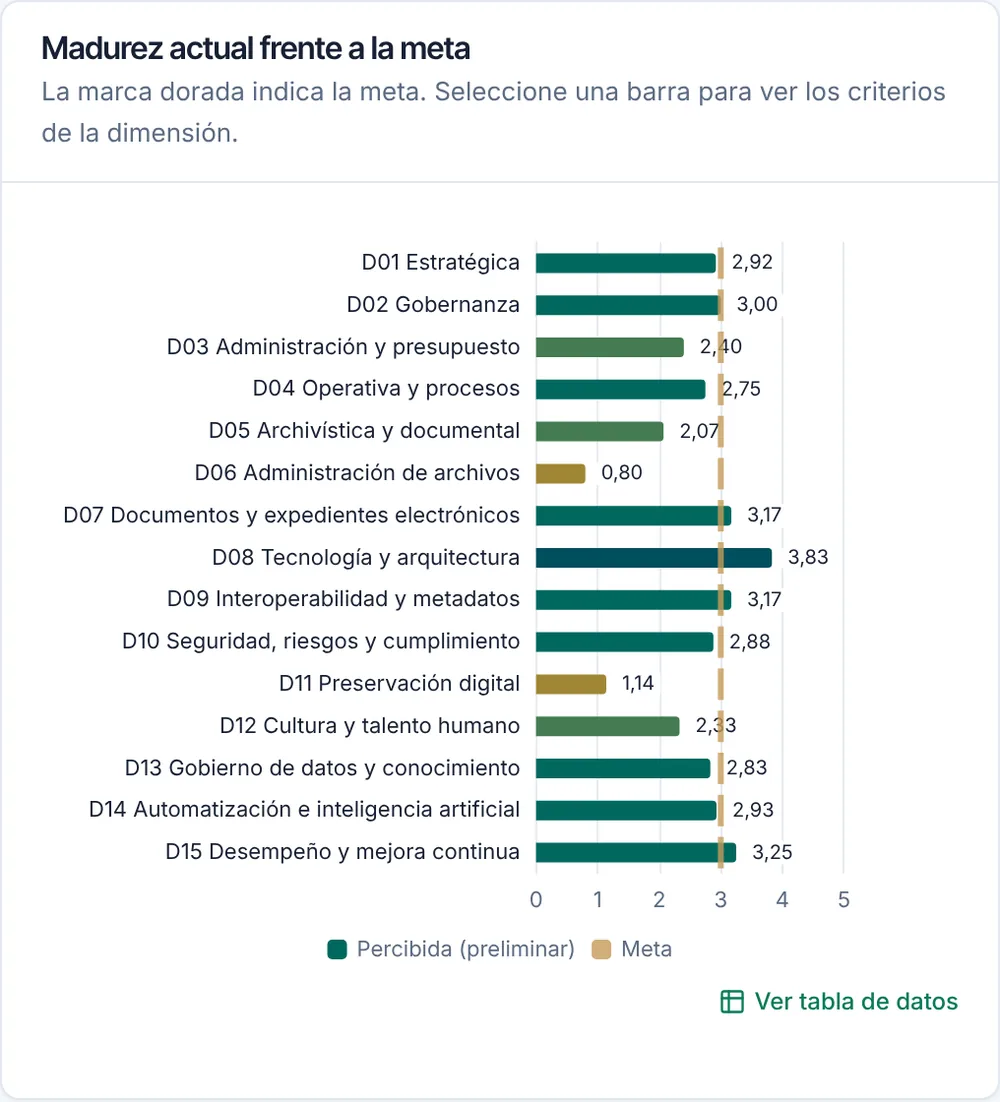 Madurez actual frente a la meta
La marca dorada indica la meta. Seleccione una barra para ver los criterios
de la dimensión.
D01 Estratégica 2,92
D02 Gobernanza 3,00
D03 Administración y presupuesto 2,40
D04 Operativa y procesos 2,75
D05 Archivística y documental 2,07
D06 Administración de archivos 0,80
D07 Documentos y expedientes electrónicos 3,17
D08 Tecnología y arquitectura 3,83
D09 Interoperabilidad y metadatos 3,17
D10 Seguridad, riesgos y cumplimiento 2,88
D11 Preservación digital 1,14
D12 Cultura y talento humano 2,33
D13 Gobierno de datos y conocimiento 2,83
D14 Automatización e inteligencia artificial 2,93
D15 Desempeño y mejora continua 3,25
0 1 2 3 4 5
Percibida (preliminar) Meta
Ver tabla de datos